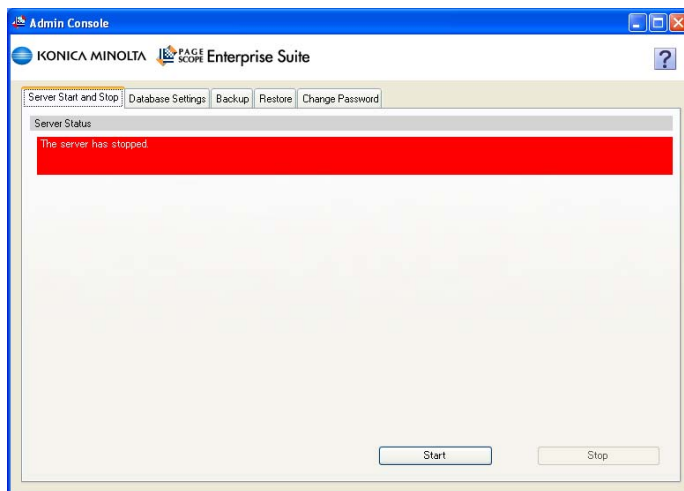 Admin Console
KONICA MINOLTA PAGE SCOPE Enterprise Suite
?
Server Start and Stop Database Settings Backup Restore Change Password
Server Status
The server has stopped.
Start Stop